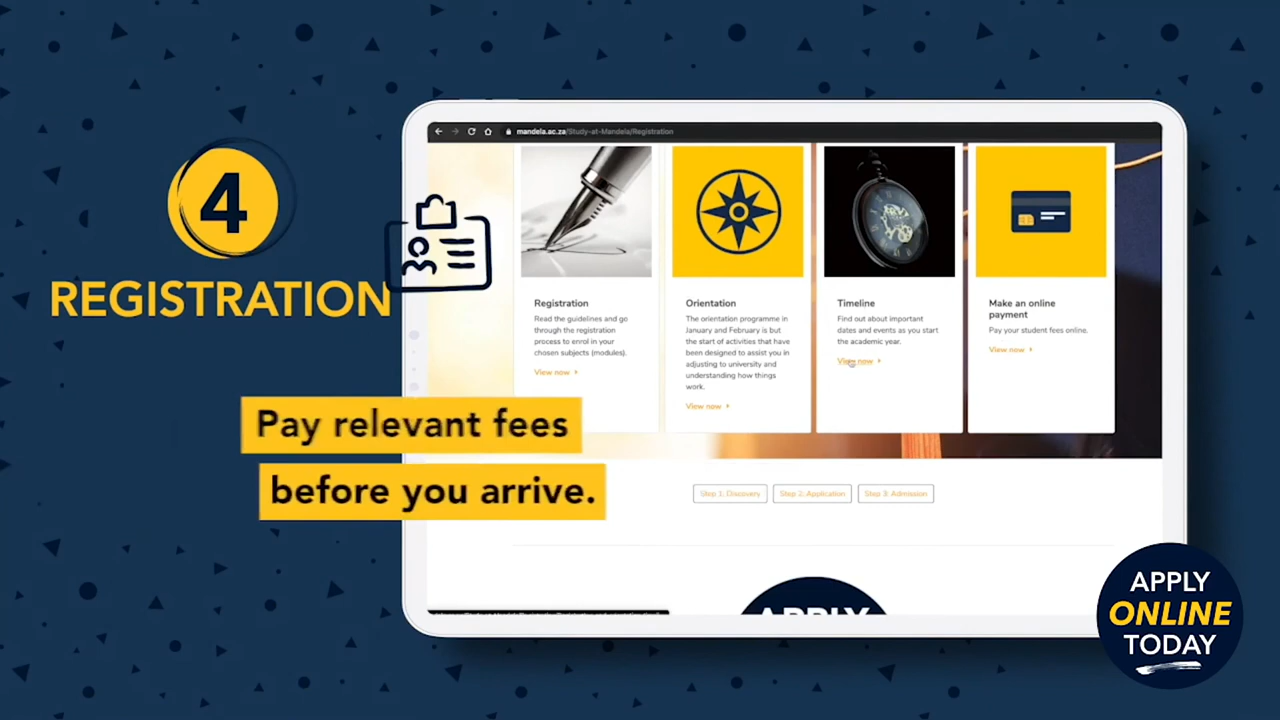 4
REGISTRATION
Pay relevant fees
before you arrive.
mandela.ac.za/Study-at-Mandela/Registration
Registration
Read the guidelines and go
through the registration
process to enrol in your
chosen subjects (modules).
View now
Orientation
The orientation programme in
January and February is but
the start of activities that have
been designed to assist you in
adjusting to university and
understanding how things
work.
View now
Timeline
Find out about important
dates and events as you start
the academic year.
View now
Make an online
payment
Pay your student fees online.
View now
Step 1: Discovery
Step 2: Application
Step 3: Admission
APPLY
APPLY
ONLINE
TODAY